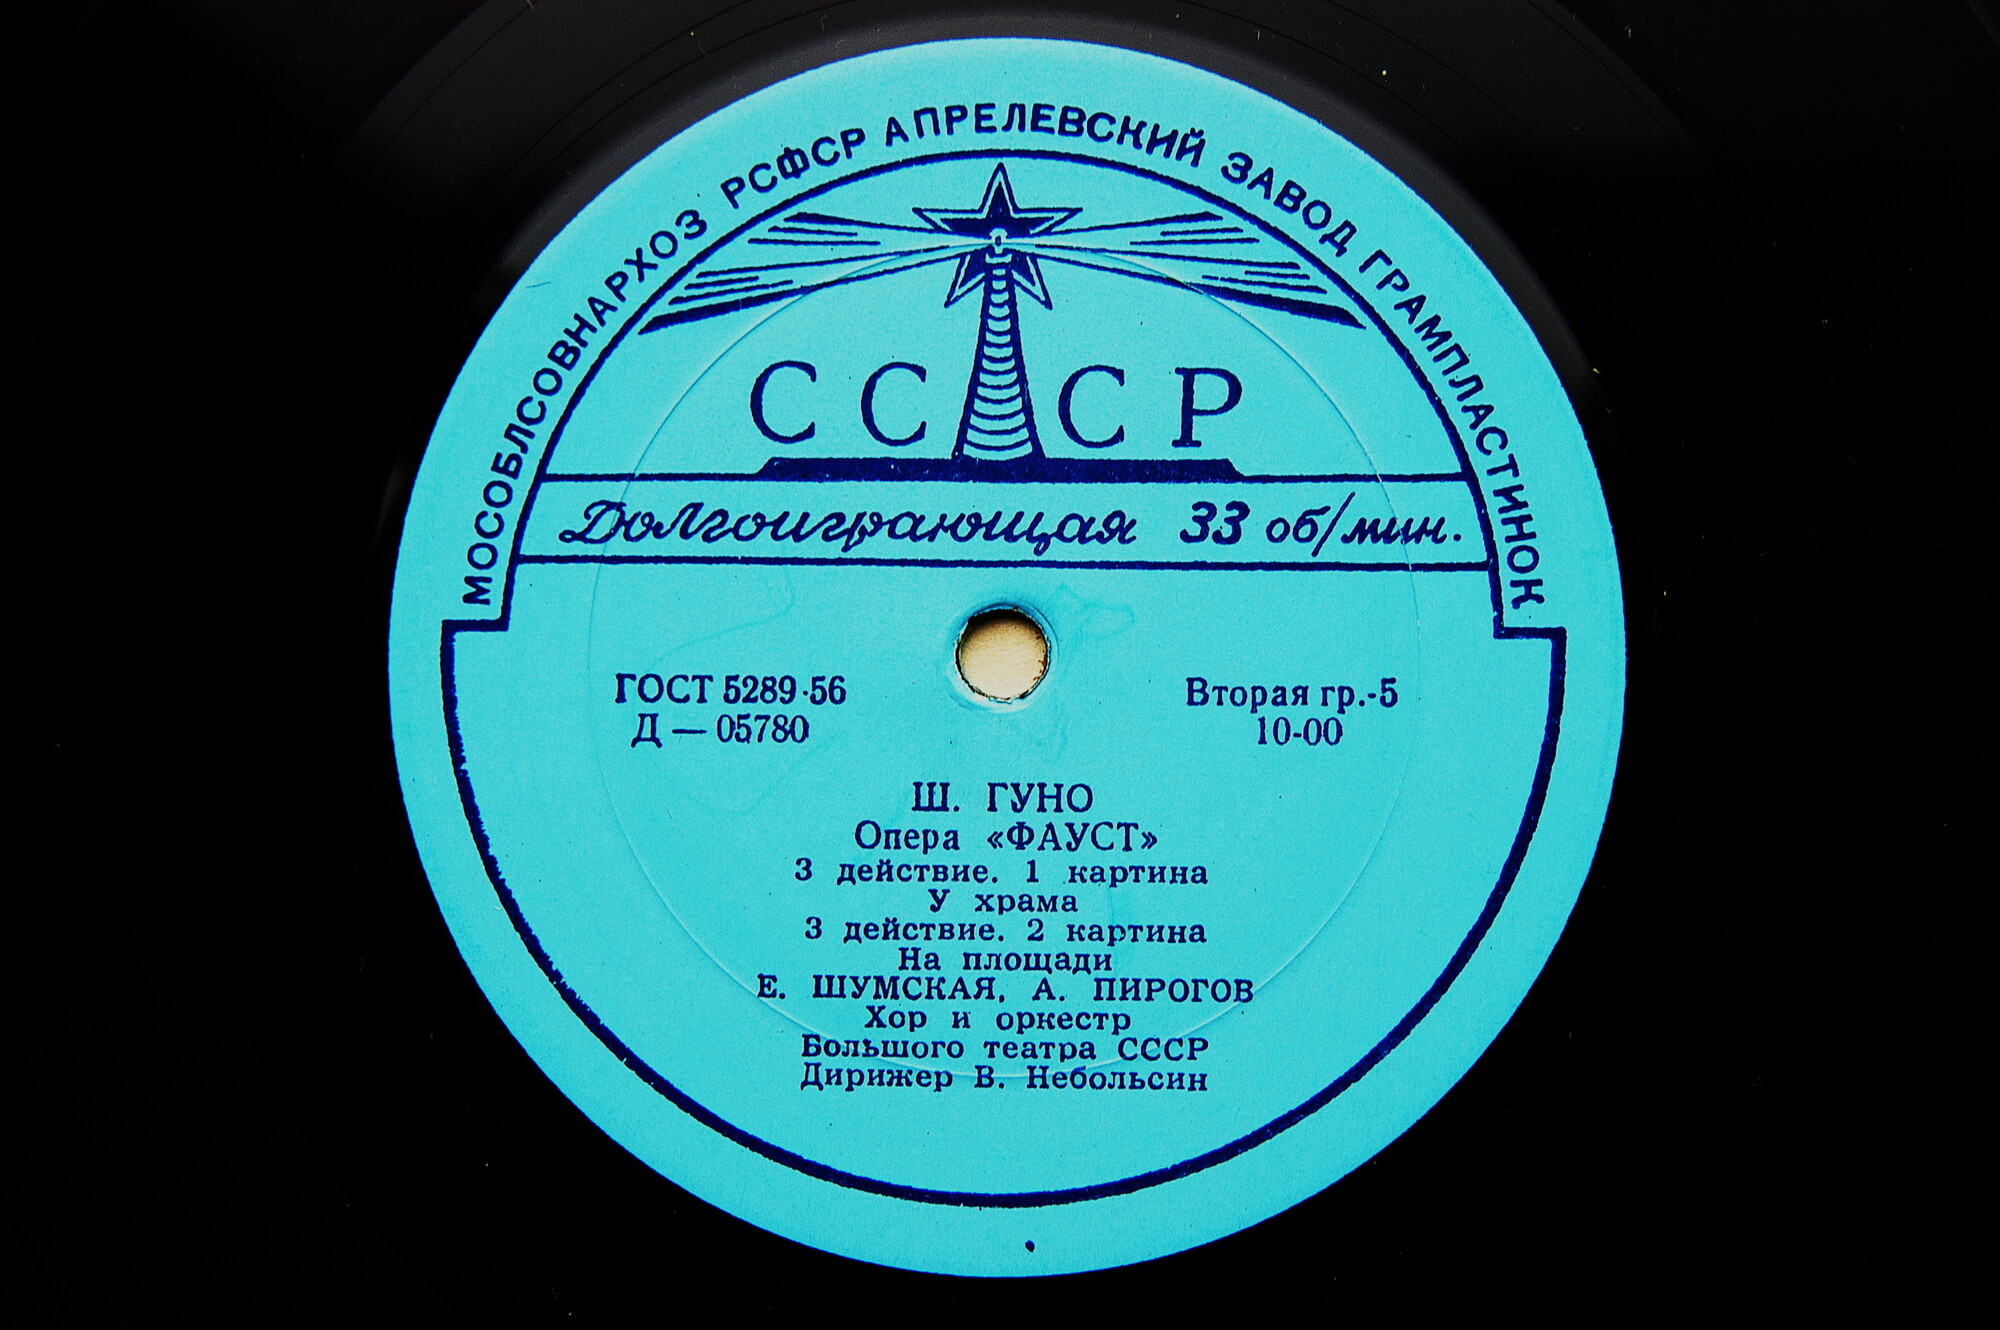 МОСОБЛСОВНАРХОЗ РСФСР АПРЕЛЕВСКИЙ ЗАВОД ГРАМПЛАСТИНОК
СССР
Долгоиграющая 33 об/мин.
ГОСТ 5289-56
Д — 05780
Вторая гр.-5
10-00
Ш. ГУНО
Опера «ФАУСТ»
3 действие. 1 картина
У храма
3 действие. 2 картина
На площади
Е. ШУМСКАЯ, А. ПИРОГОВ
Хор и оркестр
Большого театра СССР
Дирижер В. Небольсин